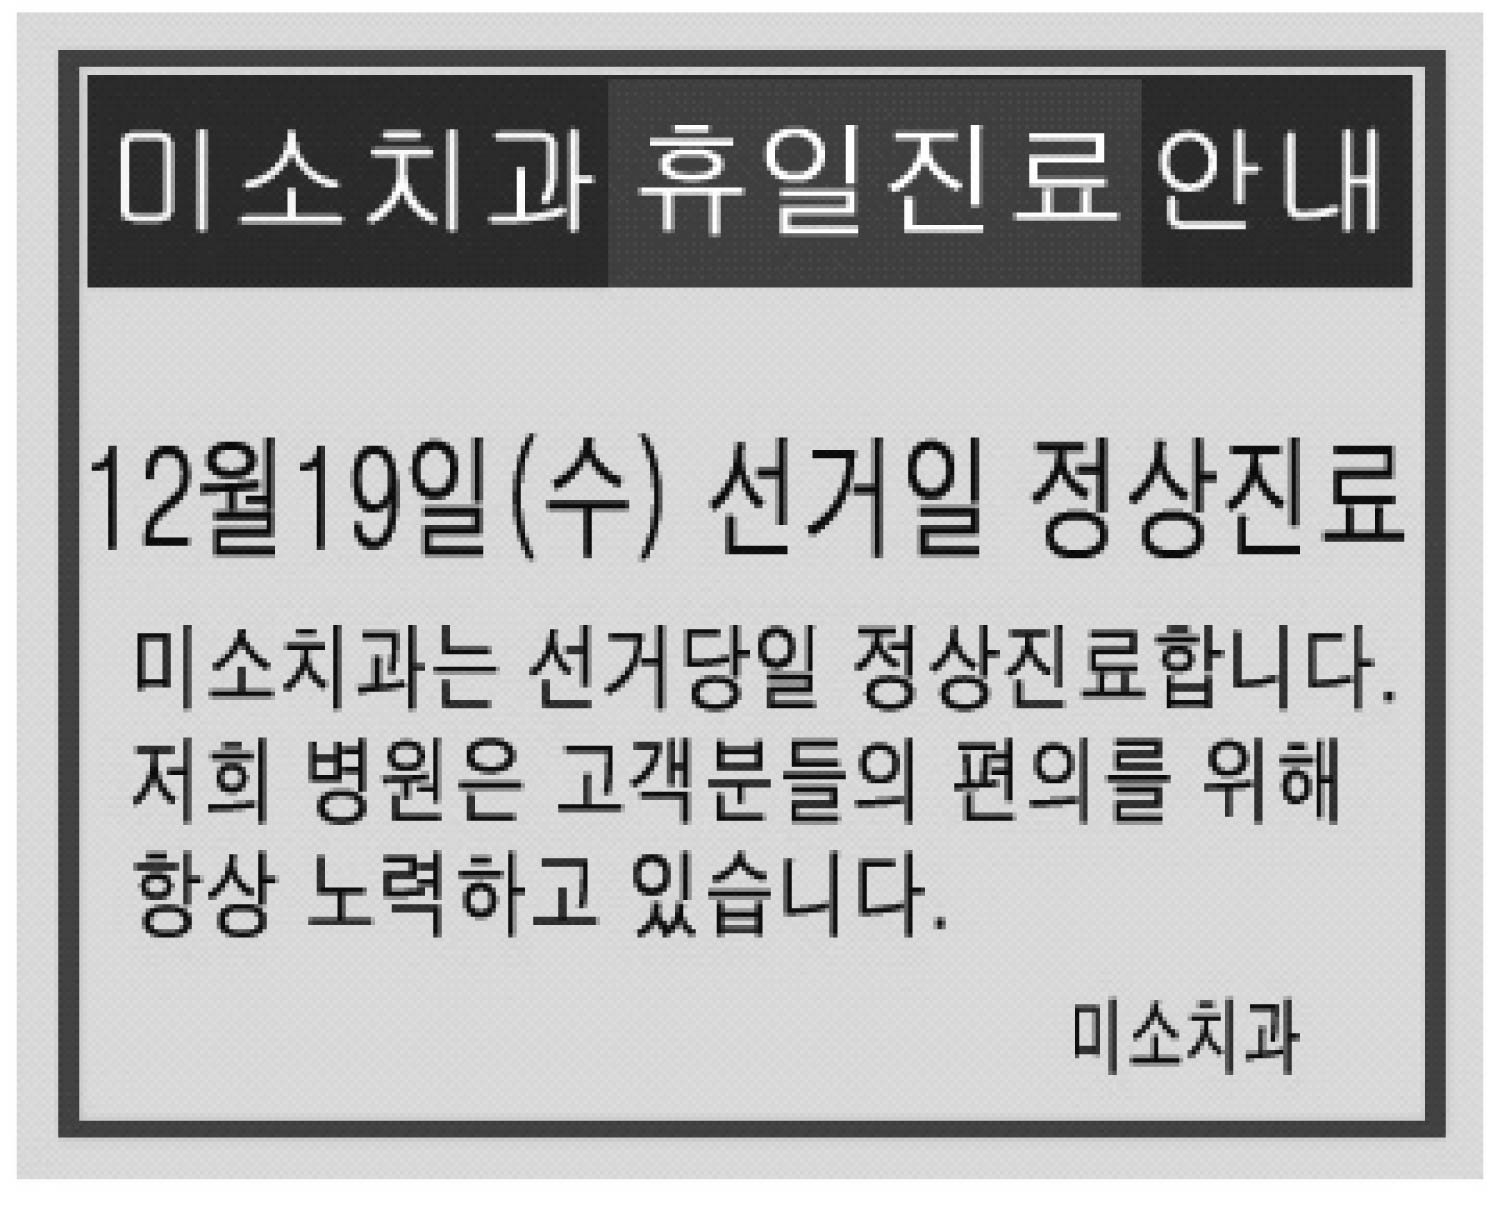 미소치과 휴일진료 안내
12월19일(수) 선거일 정상진료
미소치과는 선거당일 정상진료합니다.
저희 병원은 고객분들의 편의를 위해
항상 노력하고 있습니다.
미소치과